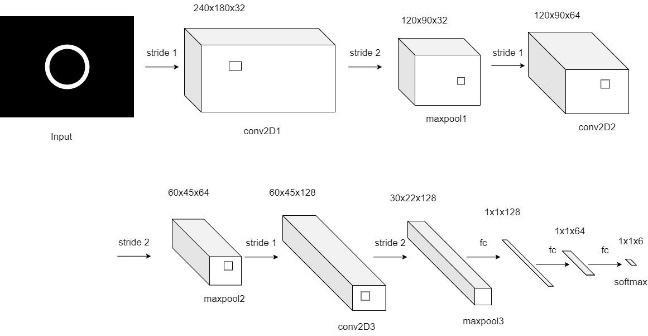 240x180x32
120x90x32
120x90x64
stride 1
stride 2
stride 1
Input
conv2D1
maxpool1
conv2D2
60x45x64
60x45x128
30x22x128
1x1x128
1x1x64
1x1x6
stride 2
stride 1
stride 2
fc
fc
fc
softmax
maxpool2
conv2D3
maxpool3